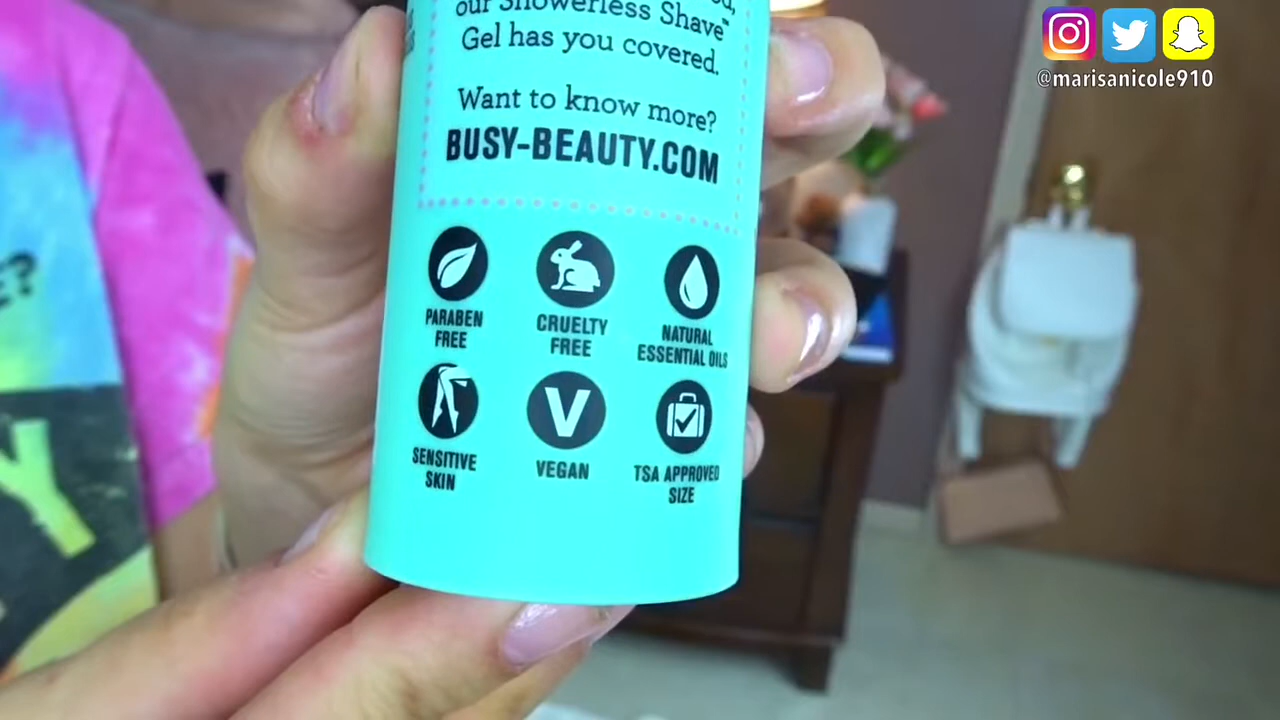 @marisanicole910
our Showerless Shave™
Gel has you covered.
Want to know more?
BUSY-BEAUTY.COM
PARABEN
FREE
CRUELTY
FREE
NATURAL
ESSENTIAL OILS
SENSITIVE
SKIN
V
VEGAN
TSA APPROVED
SIZE
Y